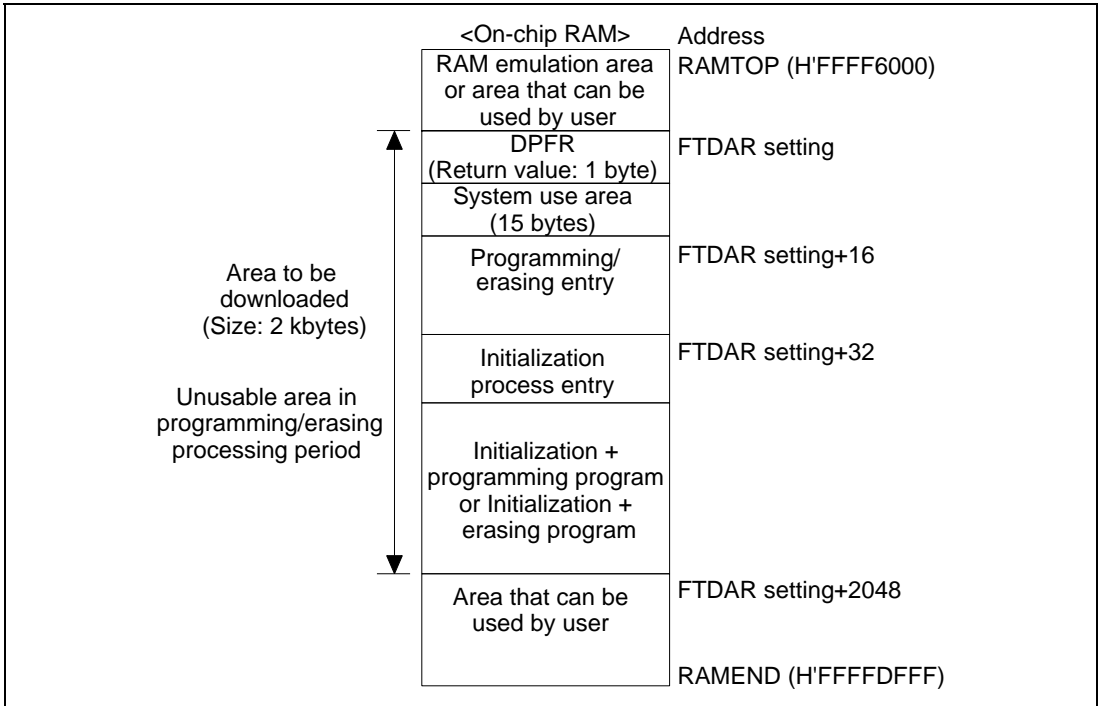 <On-chip RAM>
Address
RAM emulation area
or area that can be
used by user
RAMTOP (H'FFFF6000)
DPFR
(Return value: 1 byte)
FTDAR setting
System use area
(15 bytes)
Programming/
erasing entry
FTDAR setting+16
Area to be
downloaded
(Size: 2 kbytes)
Initialization
process entry
FTDAR setting+32
Unusable area in
programming/erasing
processing period
Initialization +
programming program
or Initialization +
erasing program
Area that can be
used by user
FTDAR setting+2048
RAMEND (H'FFFFDFFF)